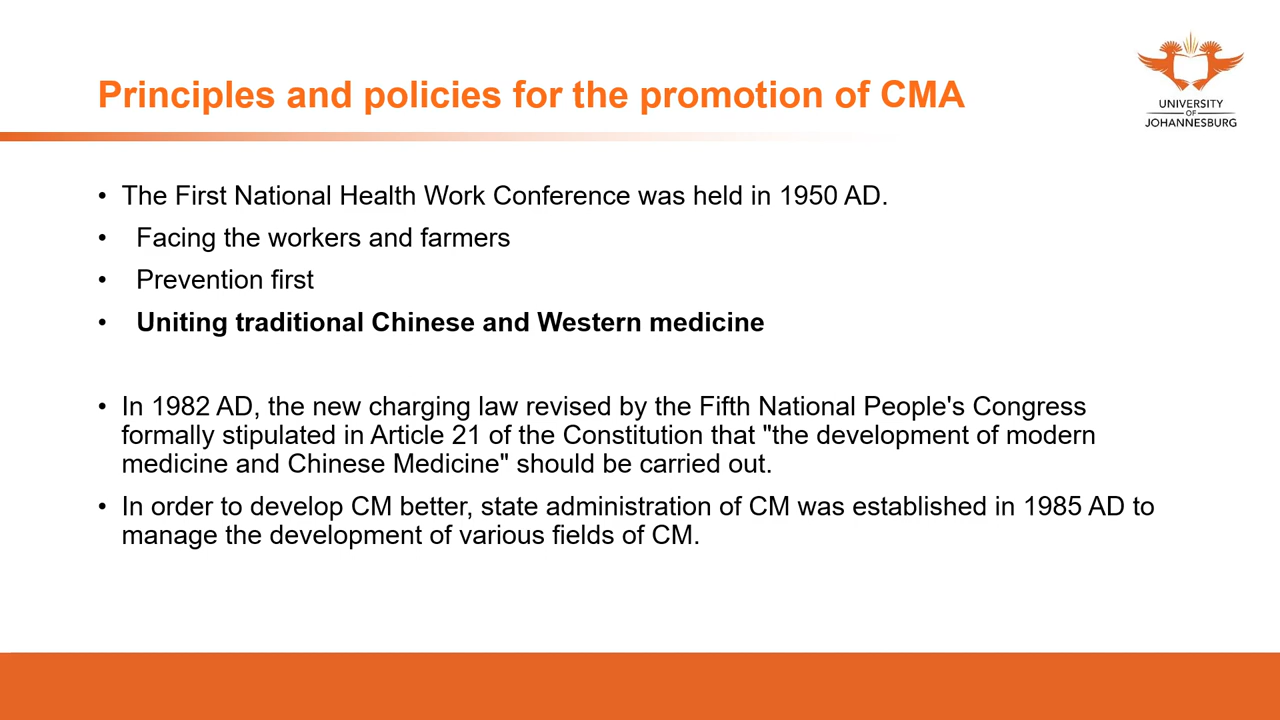 Principles and policies for the promotion of CMA
UNIVERSITY
OF
JOHANNESBURG
• The First National Health Work Conference was held in 1950 AD.
• Facing the workers and farmers
• Prevention first
• Uniting traditional Chinese and Western medicine
• In 1982 AD, the new charging law revised by the Fifth National People's Congress
formally stipulated in Article 21 of the Constitution that "the development of modern
medicine and Chinese Medicine" should be carried out.
• In order to develop CM better, state administration of CM was established in 1985 AD to
manage the development of various fields of CM.